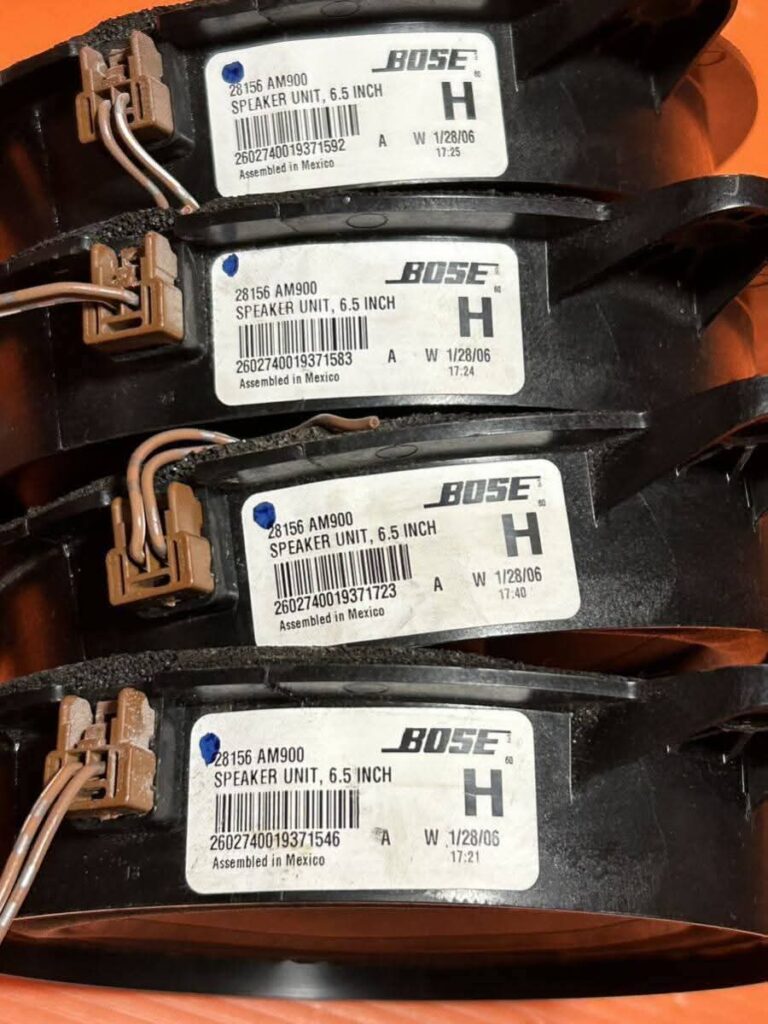 BOSE
28156 AM900
SPEAKER UNIT, 6.5 INCH
H
2602740019371592 A W 1/28/06
17:25
Assembled in Mexico
BOSE
28156 AM900
SPEAKER UNIT, 6.5 INCH
H
2602740019371583 A W 1/28/06
17:24
Assembled in Mexico
BOSE
28156 AM900
SPEAKER UNIT, 6.5 INCH
H
2602740019371723 A W 1/28/06
17:40
Assembled in Mexico
BOSE
28156 AM900
SPEAKER UNIT, 6.5 INCH
H
2602740019371546 A W 1/28/06
17:21
Assembled in Mexico